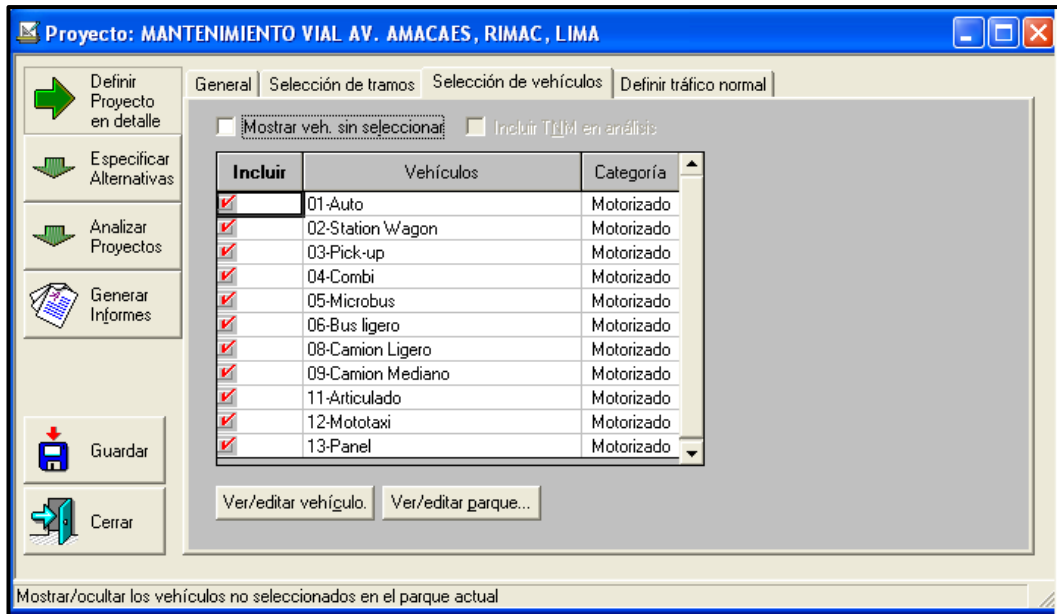 Proyecto: MANTENIMIENTO VIAL AV. AMACAES, RIMAC, LIMA
Definir
Proyecto
en detalle
Especificar
Alternativas
Analizar
Proyectos
Generar
Informes
Guardar
Cerrar
General Selección de tramos Selección de vehículos Definir tráfico normal
Mostrar veh. sin seleccionar Incluir TNM en análisis
Incluir Vehículos Categoría
01-Auto Motorizado
02-Station Wagon Motorizado
03-Pick-up Motorizado
04-Combi Motorizado
05-Microbus Motorizado
06-Bus ligero Motorizado
08-Camion Ligero Motorizado
09-Camion Mediano Motorizado
11-Articulado Motorizado
12-Mototaxi Motorizado
13-Panel Motorizado
Ver/editar vehículo. Ver/editar parque...
Mostrar/ocultar los vehículos no seleccionados en el parque actual